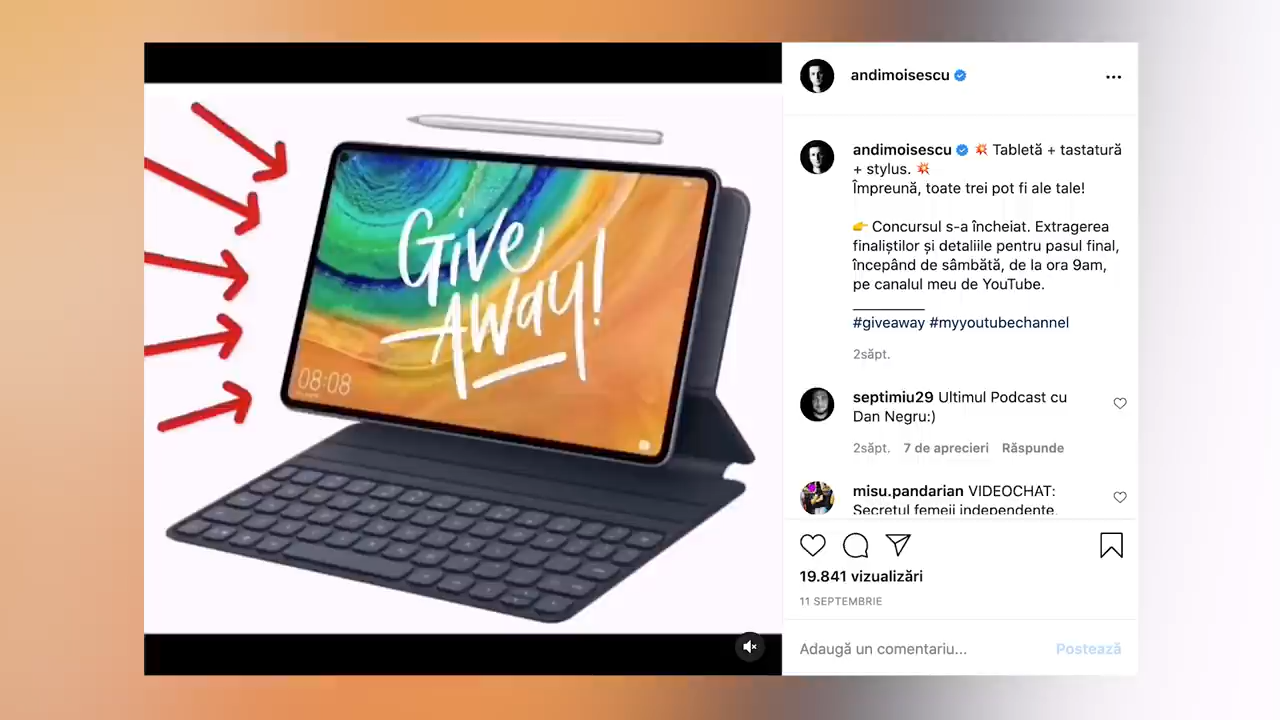 Give
Away!
08:08
andimoisescu
andimoisescu 💥 Tabletă + tastatură
+ stylus. 💥
Împreună, toate trei pot fi ale tale!
👉 Concursul s-a încheiat. Extragerea
finaliștilor și detaliile pentru pasul final,
începând de sâmbătă, de la ora 9am,
pe canalul meu de YouTube.
#giveaway #myyoutubechannel
2săpt.
septimiu29 Ultimul Podcast cu
Dan Negru:)
2săpt. 7 de aprecieri Răspunde
misu.pandarian VIDEOCHAT:
Secretul femeii independente.
19.841 vizualizări
11 SEPTEMBRIE
Adaugă un comentariu...
Postează